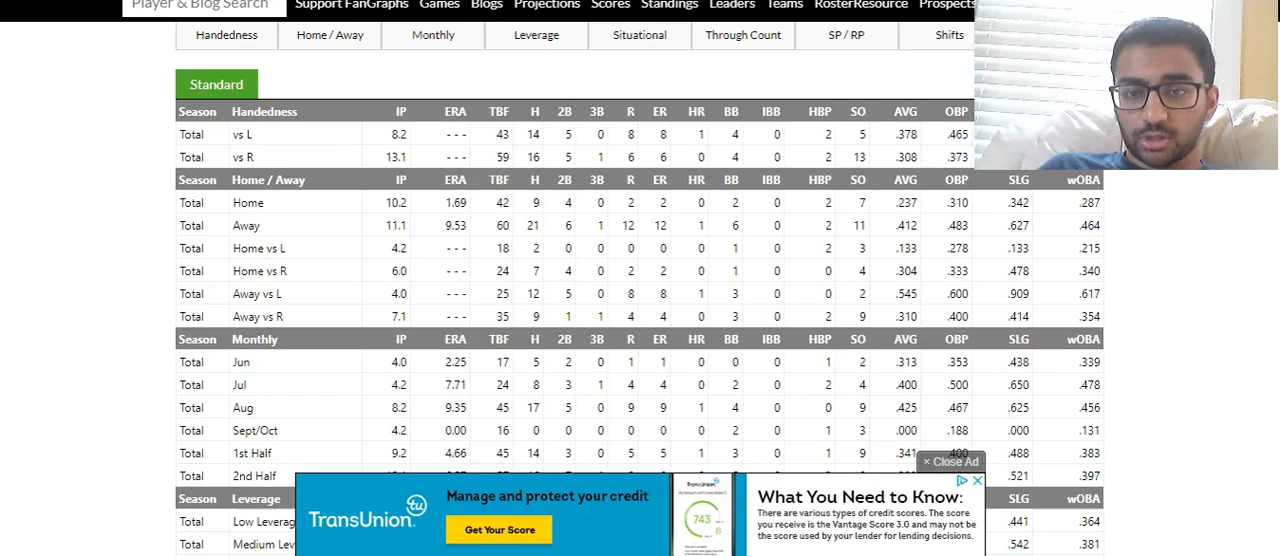 Player & Blog Search Support FanGraphs Games Blogs Projections Scores Standings Leaders Teams RosterResource Prospects
Handedness Home / Away Monthly Leverage Situational Through Count SP / RP Shifts
Standard
Season Handedness IP ERA TBF H 2B 3B R ER HR BB IBB HBP SO AVG OBP
Total vs L 8.2 - - - 43 14 5 0 8 8 1 4 0 2 5 .378 .465
Total vs R 13.1 - - - 59 16 5 1 6 6 0 4 0 2 13 .308 .373
Season Home / Away IP ERA TBF H 2B 3B R ER HR BB IBB HBP SO AVG OBP SLG wOBA
Total Home 10.2 1.69 42 9 4 0 2 2 0 2 0 2 7 .237 .310 .342 .287
Total Away 11.1 9.53 60 21 6 1 12 12 1 6 0 2 11 .412 .483 .627 .464
Total Home vs L 4.2 - - - 18 2 0 0 0 0 0 1 0 2 3 .133 .278 .133 .215
Total Home vs R 6.0 - - - 24 7 4 0 2 2 0 1 0 0 4 .304 .333 .478 .340
Total Away vs L 4.0 - - - 25 12 5 0 8 8 1 3 0 0 2 .545 .600 .909 .617
Total Away vs R 7.1 - - - 35 9 1 1 4 4 0 3 0 2 9 .310 .400 .414 .354
Season Monthly IP ERA TBF H 2B 3B R ER HR BB IBB HBP SO AVG OBP SLG wOBA
Total Jun 4.0 2.25 17 5 2 0 1 1 0 0 0 1 2 .313 .353 .438 .339
Total Jul 4.2 7.71 24 8 3 1 4 4 0 2 0 2 4 .400 .500 .650 .478
Total Aug 8.2 9.35 45 17 5 0 9 9 1 4 0 0 9 .425 .467 .625 .456
Total Sept/Oct 4.2 0.00 16 0 0 0 0 0 0 2 0 1 3 .000 .188 .000 .131
Total 1st Half 9.2 4.66 45 14 3 0 5 5 1 3 0 1 9 .341 .400 .488 .383
× Close Ad
Total 2nd Half .521 .397
Season Leverage SLG wOBA
Total Low Leverag .441 .364
Total Medium Lev .542 .381
TransUnion
tu
Manage and protect your credit
Get Your Score
TransUnion
743
What You Need to Know:
There are various types of credit scores. The score
you receive is the Vantage Score 3.0 and may not be
the score used by your lender for lending decisions.